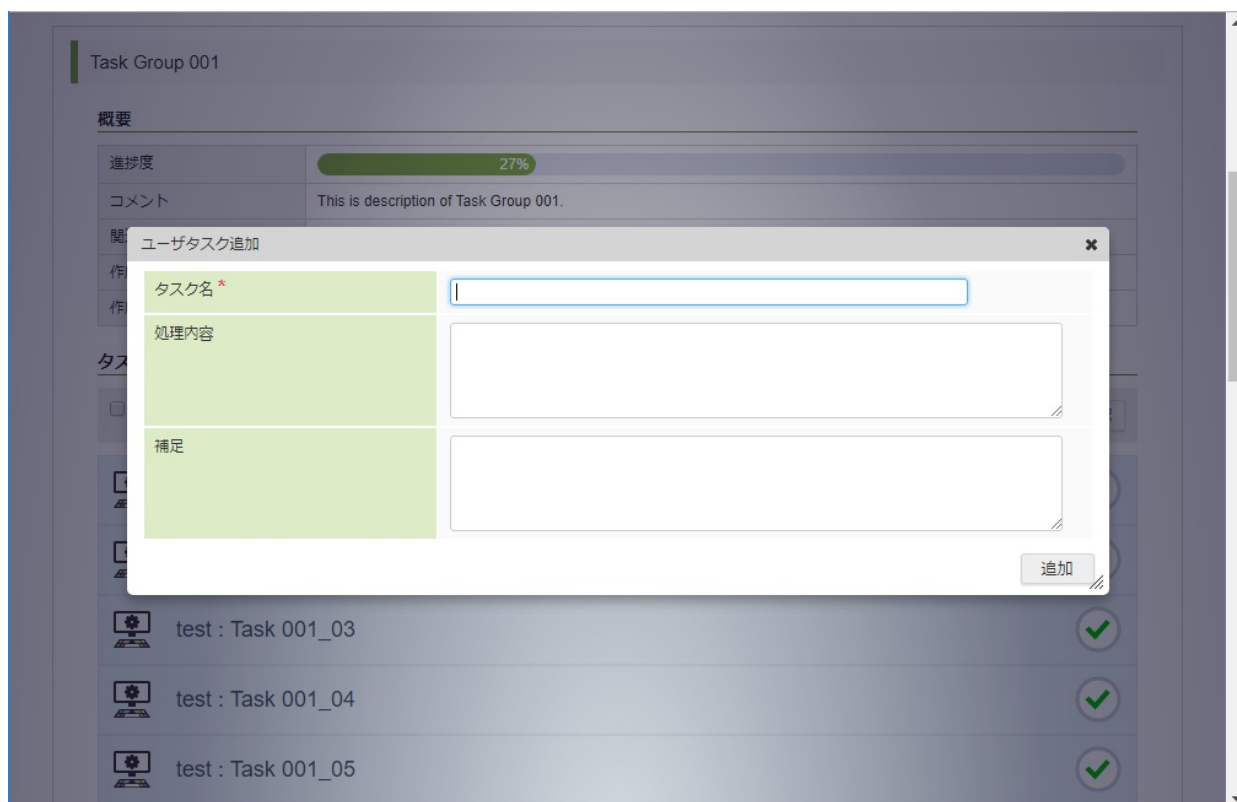 Task Group 001
概要
進捗度 27%
コメント This is description of Task Group 001.
ユーザタスク追加
タスク名 *
処理内容
補足
追加
test : Task 001_03
test : Task 001_04
test : Task 001_05